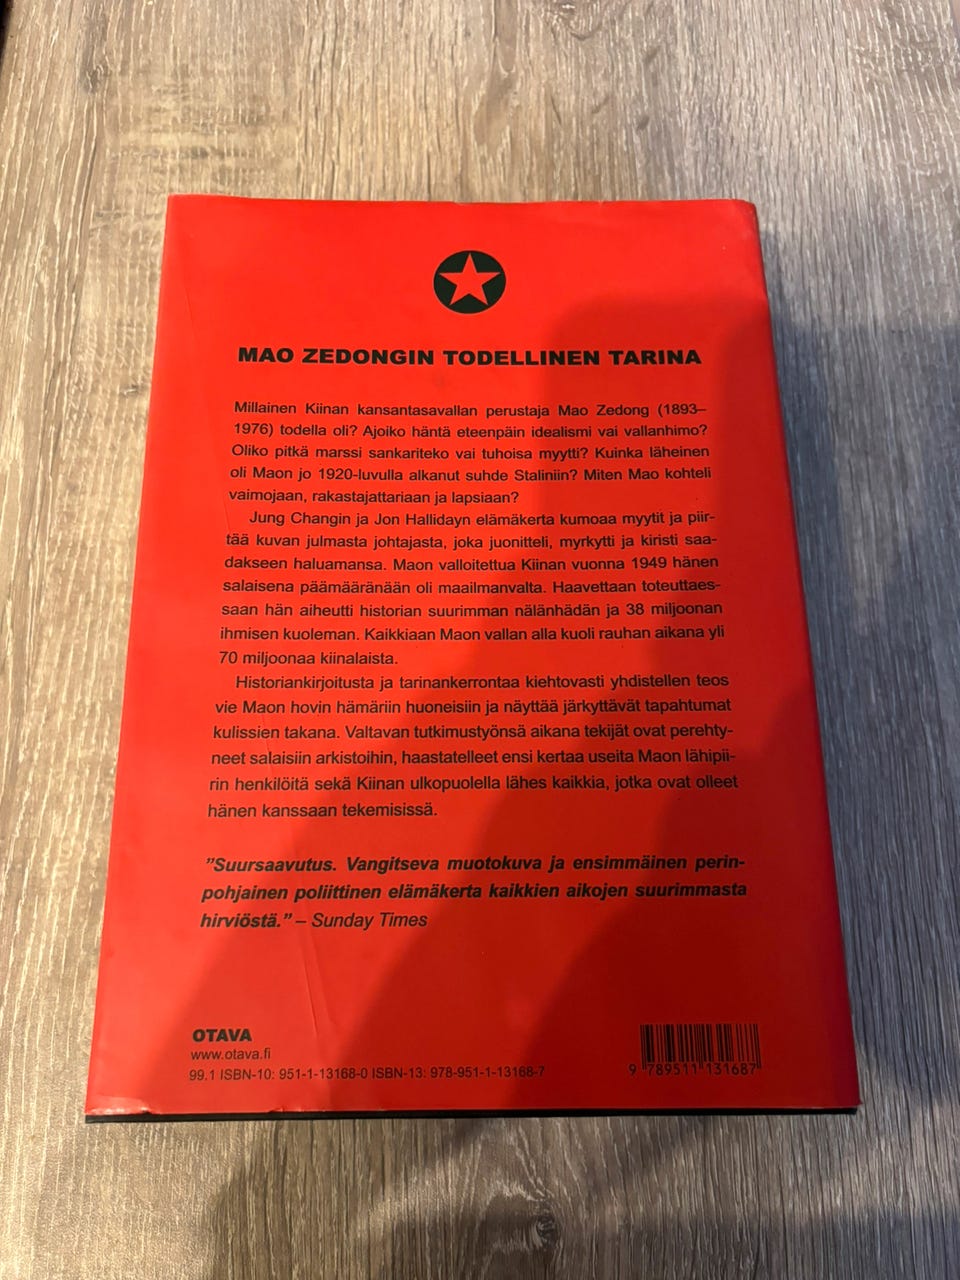 MAO ZEDONGIN TODELLINEN TARINA
Millainen Kiinan kansantasavallan perustaja Mao Zedong (1893–
1976) todella oli? Ajoiko häntä eteenpäin idealismi vai vallanhimo?
Oliko pitkä marssi sankariteko vai tuhoisa myytti? Kuinka läheinen
oli Maon jo 1920-luvulla alkanut suhde Staliniin? Miten Mao kohteli
vaimojaan, rakastajattariaan ja lapsiaan?
Jung Changin ja Jon Hallidayn elämäkerta kumoaa myytit ja piir-
tää kuvan julmasta johtajasta, joka juonitteli, myrkytti ja kiristi saa-
dakseen haluamansa. Maon valloitettua Kiinan vuonna 1949 hänen
salaisena päämääränään oli maailmanvalta. Haavettaan toteuttaes-
saan hän aiheutti historian suurimman nälänhädän ja 38 miljoonan
ihmisen kuoleman. Kaikkiaan Maon vallan alla kuoli rauhan aikana yli
70 miljoonaa kiinalaista.
Historiankirjoitusta ja tarinankerrontaa kiehtovasti yhdistellen teos
vie Maon hovin hämäriin huoneisiin ja näyttää järkyttävät tapahtumat
kulissien takana. Valtavan tutkimustyönsä aikana tekijät ovat perehty-
neet salaisiin arkistoihin, haastatelleet ensi kertaa useita Maon lähipii-
rin henkilöitä sekä Kiinan ulkopuolella lähes kaikkia, jotka ovat olleet
hänen kanssaan tekemisissä.
”Suursaavutus. Vangitseva muotokuva ja ensimmäinen perin-
pohjainen poliittinen elämäkerta kaikkien aikojen suurimmasta
hirviöstä.” – Sunday Times
OTAVA
www.otava.fi
99.1 ISBN-10: 951-1-13168-0 ISBN-13: 978-951-1-13168-7
9 789511 131687